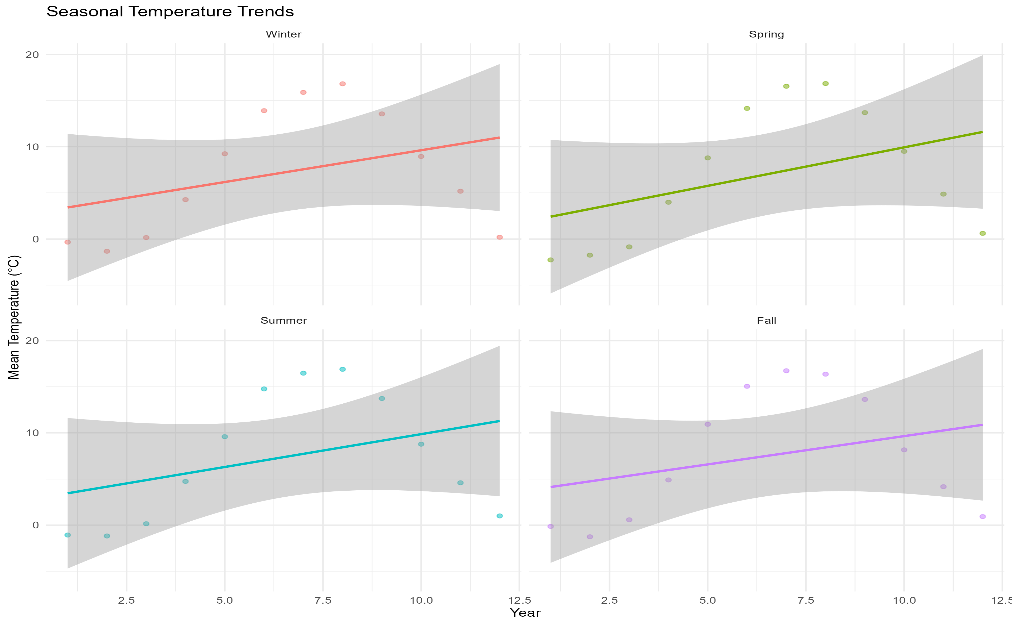 Seasonal Temperature Trends
Winter
Spring
20
10
0
Mean Temperature (°C)
Summer
Fall
20
10
0
2.5 5.0 7.5 10.0 12.5
2.5 5.0 7.5 10.0 12.5
Year